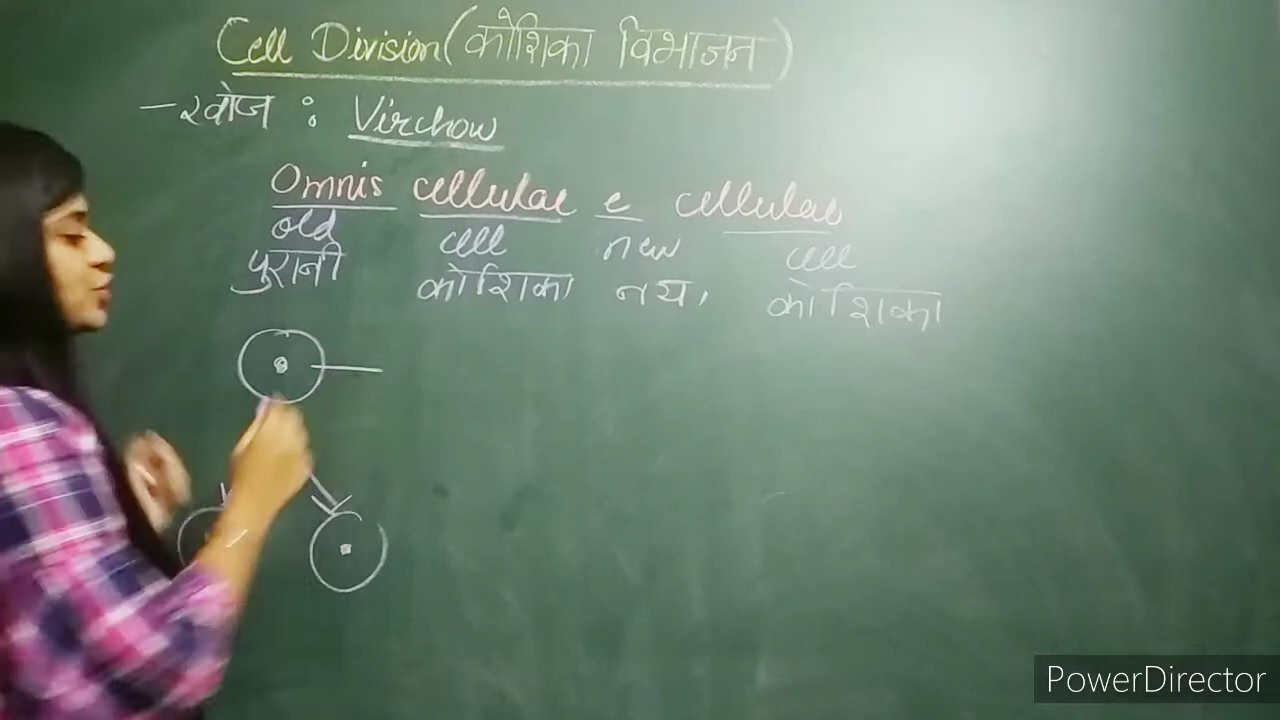 Cell Division (कोशिका विभाजन)
– खोज : Virchow
Omnis cellulae e cellulae
old cell new cell
पुरानी कोशिका नया कोशिका
PowerDirector